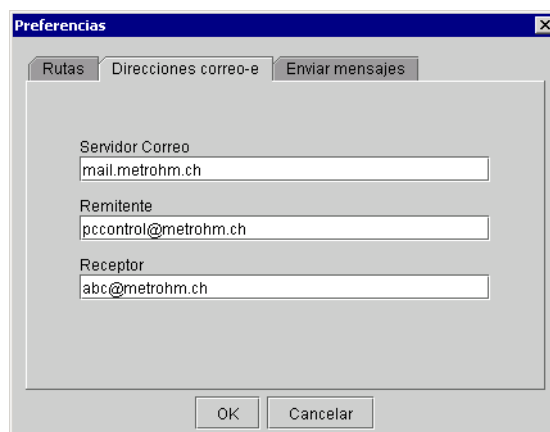 Preferencias
Rutas Direcciones correo-e Enviar mensajes
Servidor Correo
mail.metrohm.ch
Remitente
pccontrol@metrohm.ch
Receptor
abc@metrohm.ch
OK Cancelar